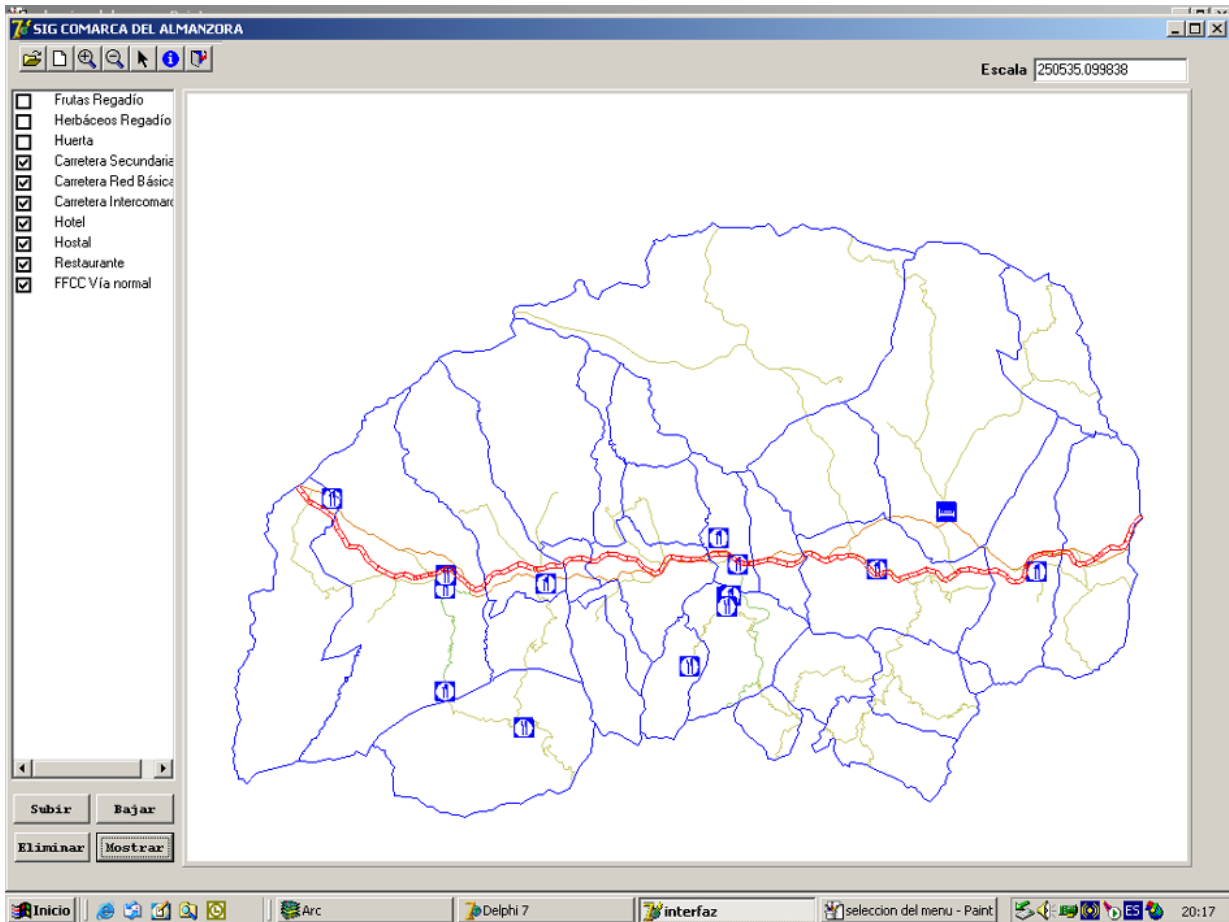 SIG COMARCA DEL ALMANZORA
Escala 250535.099838
Frutas Regadío
Herbáceos Regadío
Huerta
Carretera Secundaria
Carretera Red Básica
Carretera Intercomarc
Hotel
Hostal
Restaurante
FFCC Vía normal
Subir Bajar
Eliminar Mostrar
Inicio Arc Delphi 7 interfaz seleccion del menu - Paint ES 20:17